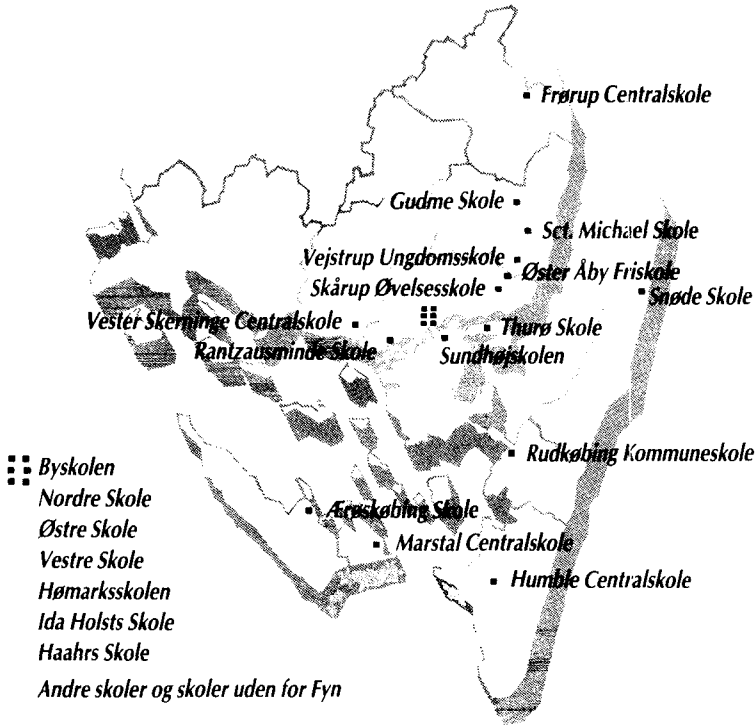 Frørup Centralskole
Gudme Skole
Sct. Michael Skole
Vejstrup Ungdomsskole
Øster Åby Friskole
Skårup Øvelsesskole
Snøde Skole
Vester Skerninge Centralskole
Thurø Skole
Rantzausminde Skole
Sundhøjskolen
Rudkøbing Kommuneskole
Ærøskøbing Skole
Marstal Centralskole
Humble Centralskole
Byskolen
Nordre Skole
Østre Skole
Vestre Skole
Hømarksskolen
Ida Holsts Skole
Haahrs Skole
Andre skoler og skoler uden for Fyn